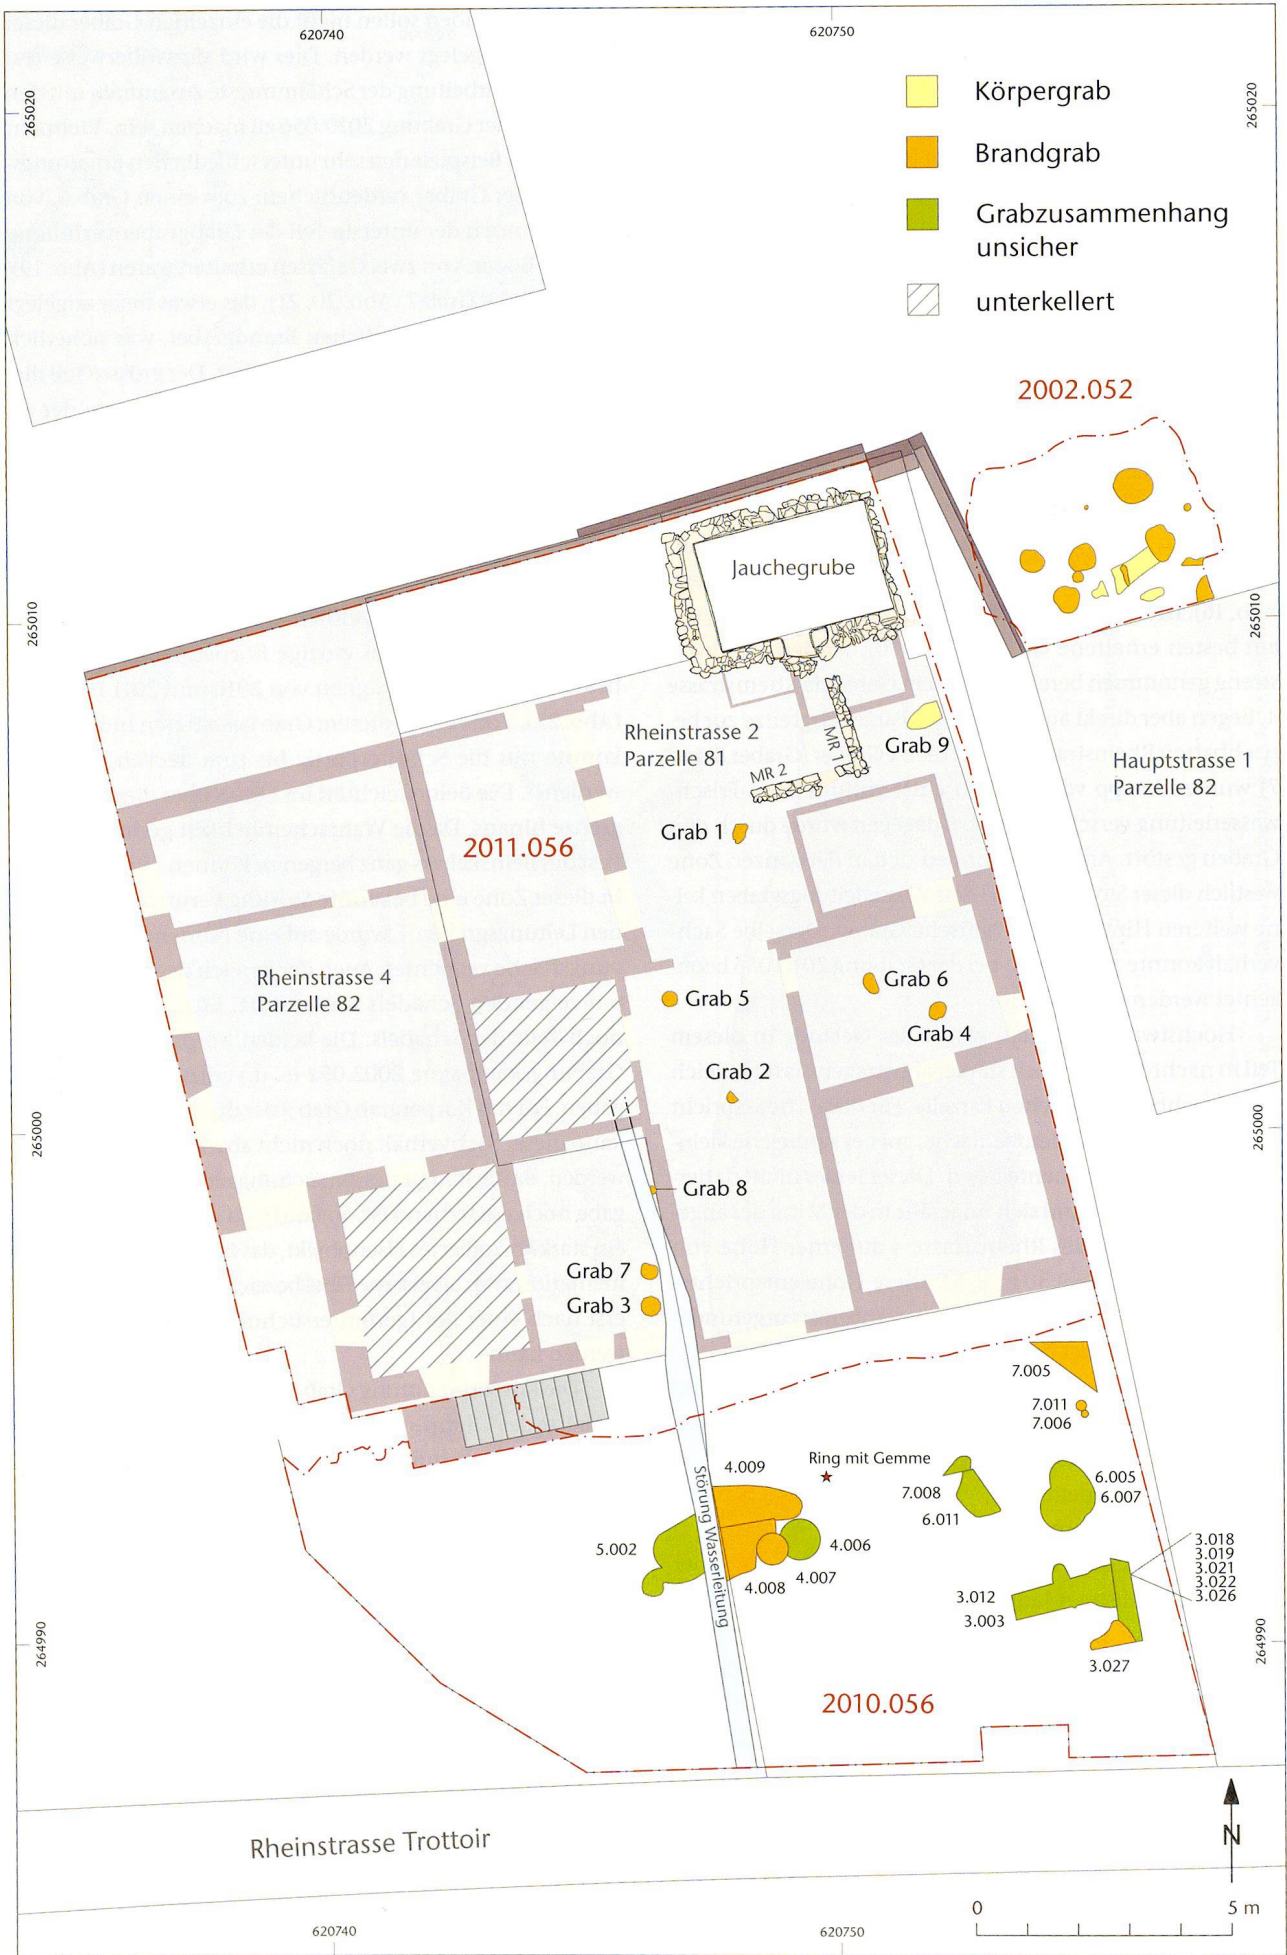 620740
620750
265020
265020
Körpergrab
Brandgrab
Grabzusammenhang
unsicher
unterkellert
2002.052
Jauchegrube
265010
265010
Rheinstrasse 2
Parzelle 81
MR 1
MR 2
Grab 9
Hauptstrasse 1
Parzelle 82
Grab 1
2011.056
Rheinstrasse 4
Parzelle 82
Grab 5
Grab 6
Grab 4
Grab 2
265000
265000
Grab 8
Grab 7
Grab 3
7.005
7.011
7.006
Ring mit Gemme
4.009
7.008
6.011
6.005
6.007
5.002
4.006
4.007
4.008
Störung Wasserleitung
3.018
3.019
3.021
3.022
3.026
3.012
3.003
3.027
264990
264990
2010.056
Rheinstrasse Trottoir
N
0 5 m
620740
620750